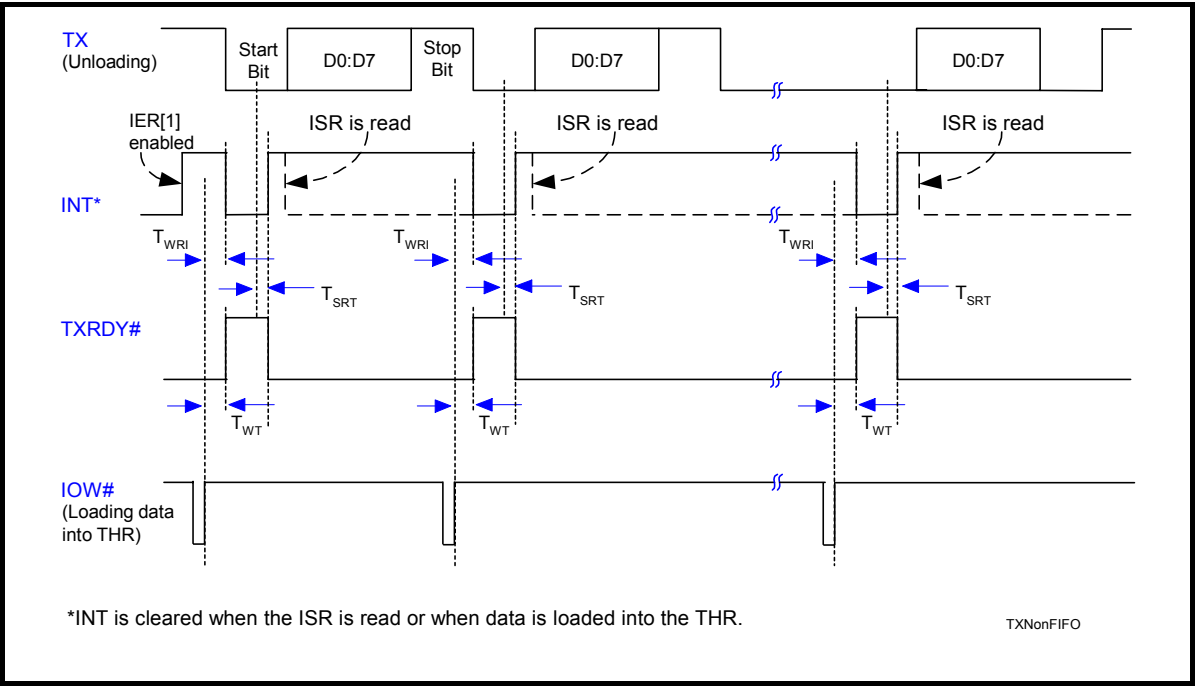 TX
(Unloading)
Start
Bit
D0:D7
Stop
Bit
D0:D7
D0:D7
IER[1]
enabled
ISR is read
ISR is read
ISR is read
INT*
TWRI
TWRI
TWRI
TSRT
TSRT
TSRT
TXRDY#
TWT
TWT
TWT
IOW#
(Loading data
into THR)
*INT is cleared when the ISR is read or when data is loaded into the THR.
TXNonFIFO